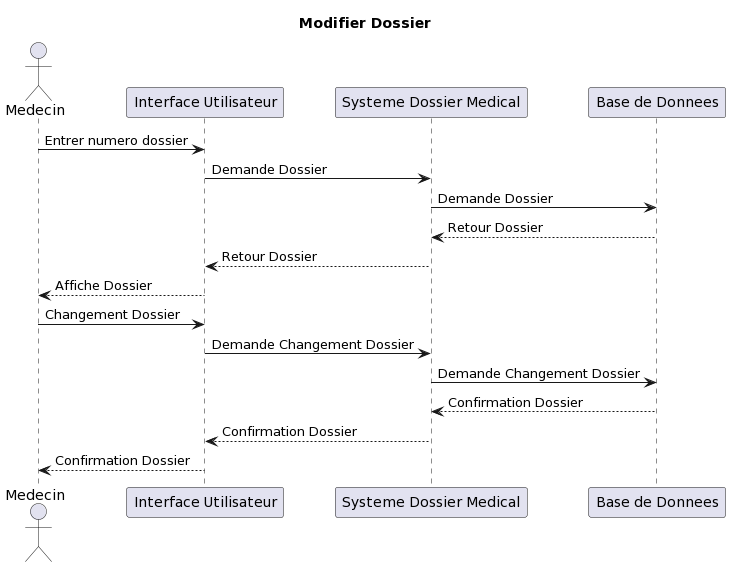 Modifier Dossier
Medecin
Interface Utilisateur
Systeme Dossier Medical
Base de Donnees
Entrer numero dossier
Demande Dossier
Demande Dossier
Retour Dossier
Retour Dossier
Affiche Dossier
Changement Dossier
Demande Changement Dossier
Demande Changement Dossier
Confirmation Dossier
Confirmation Dossier
Confirmation Dossier
Medecin
Interface Utilisateur
Systeme Dossier Medical
Base de Donnees